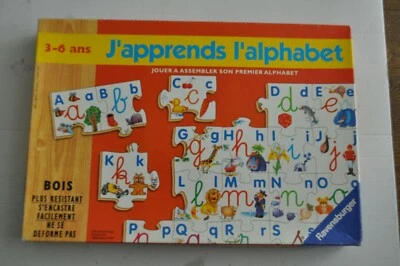 3-6 ans
J'apprends l'alphabet
JOUER A ASSEMBLER SON PREMIER ALPHABET
A a B b
a b
C c
c
D d E e
d e
G g H h I i J j
g h i j
K k
k
L l M m N n O
l m n
P p Q q R r S
BOIS
PLUS RESISTANT
S'ENCASTRE
FACILEMENT
NE SE
DEFORME PAS
Ravensburger